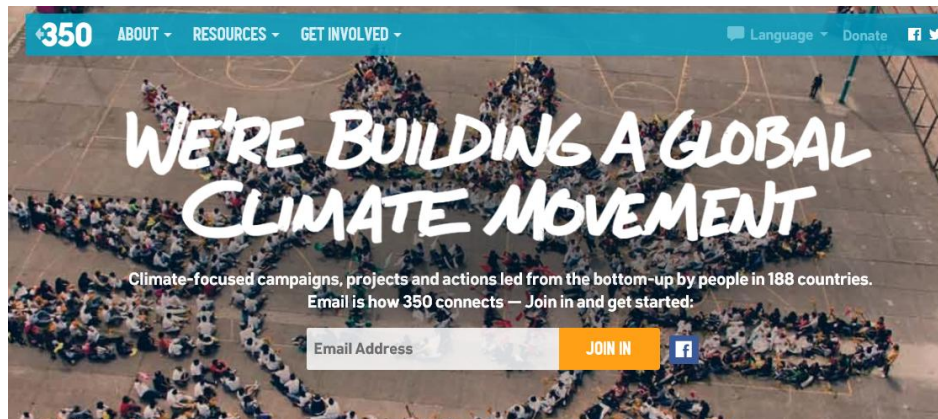 350
ABOUT
RESOURCES
GET INVOLVED
Language
Donate
WE'RE BUILDING A GLOBAL
CLIMATE MOVEMENT
Climate-focused campaigns, projects and actions led from the bottom-up by people in 188 countries.
Email is how 350 connects — Join in and get started:
Email Address
JOIN IN